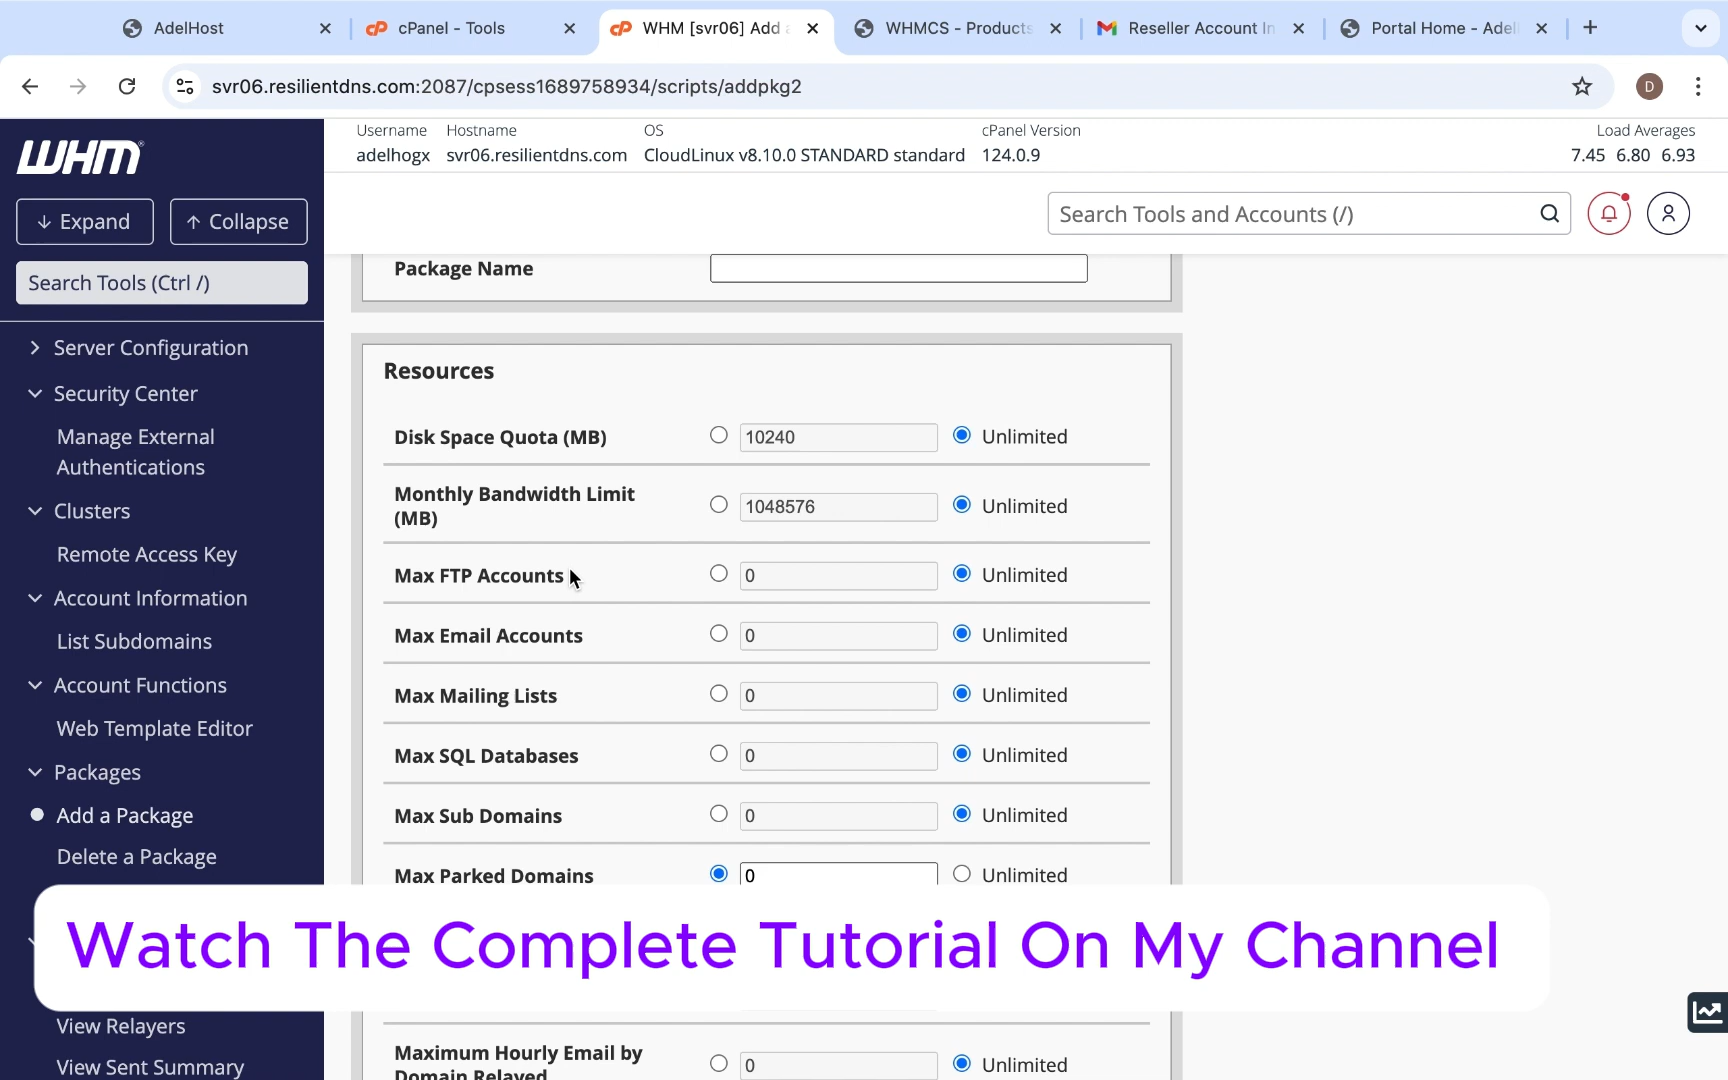 AdelHost
cPanel - Tools
WHM [svr06] Add a
WHMCS - Products
Reseller Account In
Portal Home - Adel
svr06.resilientdns.com:2087/cpsess1689758934/scripts/addpkg2
D
WHM
Username Hostname OS cPanel Version Load Averages
adelhogx svr06.resilientdns.com CloudLinux v8.10.0 STANDARD standard 124.0.9 7.45 6.80 6.93
Expand
Collapse
Search Tools and Accounts (/)
Search Tools (Ctrl /)
Server Configuration
Security Center
Manage External
Authentications
Clusters
Remote Access Key
Account Information
List Subdomains
Account Functions
Web Template Editor
Packages
Add a Package
Delete a Package
View Relayers
View Sent Summary
Package Name
Resources
Disk Space Quota (MB) 10240 Unlimited
Monthly Bandwidth Limit
(MB) 1048576 Unlimited
Max FTP Accounts 0 Unlimited
Max Email Accounts 0 Unlimited
Max Mailing Lists 0 Unlimited
Max SQL Databases 0 Unlimited
Max Sub Domains 0 Unlimited
Max Parked Domains 0 Unlimited
Watch The Complete Tutorial On My Channel
Maximum Hourly Email by
Domain Relayed 0 Unlimited